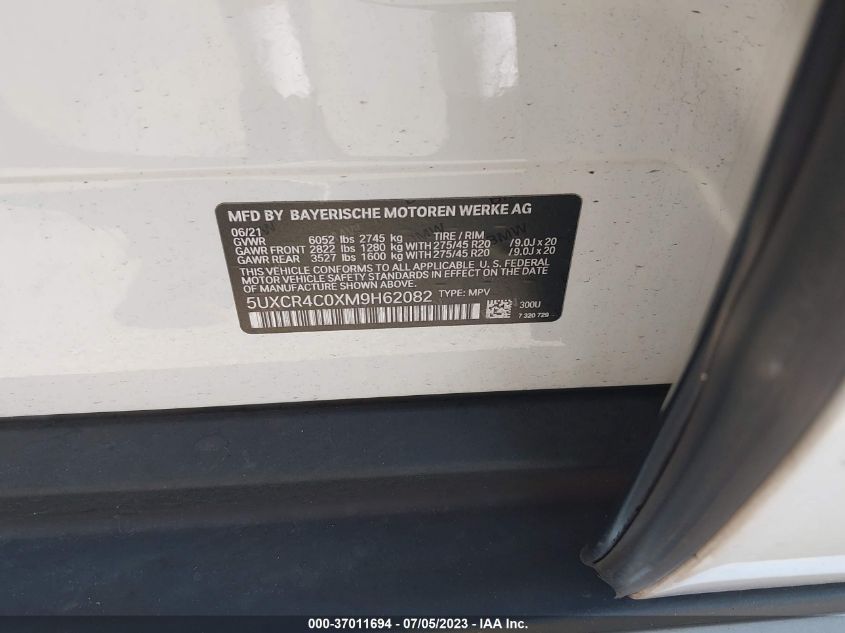 MFD BY BAYERISCHE MOTOREN WERKE AG
06/21
GVWR 6052 lbs 2745 kg TIRE / RIM
GAWR FRONT 2822 lbs 1280 kg WITH 275/45 R20 /9.0J x 20
GAWR REAR 3527 lbs 1600 kg WITH 275/45 R20 /9.0J x 20
THIS VEHICLE CONFORMS TO ALL APPLICABLE U. S. FEDERAL
MOTOR VEHICLE SAFETY STANDARDS IN EFFECT ON THE DATE
OF MANUFACTURE SHOWN ABOVE.
5UXCR4C0XM9H62082 TYPE: MPV
300U
7 320 729
000-37011694 - 07/05/2023 - IAA Inc.